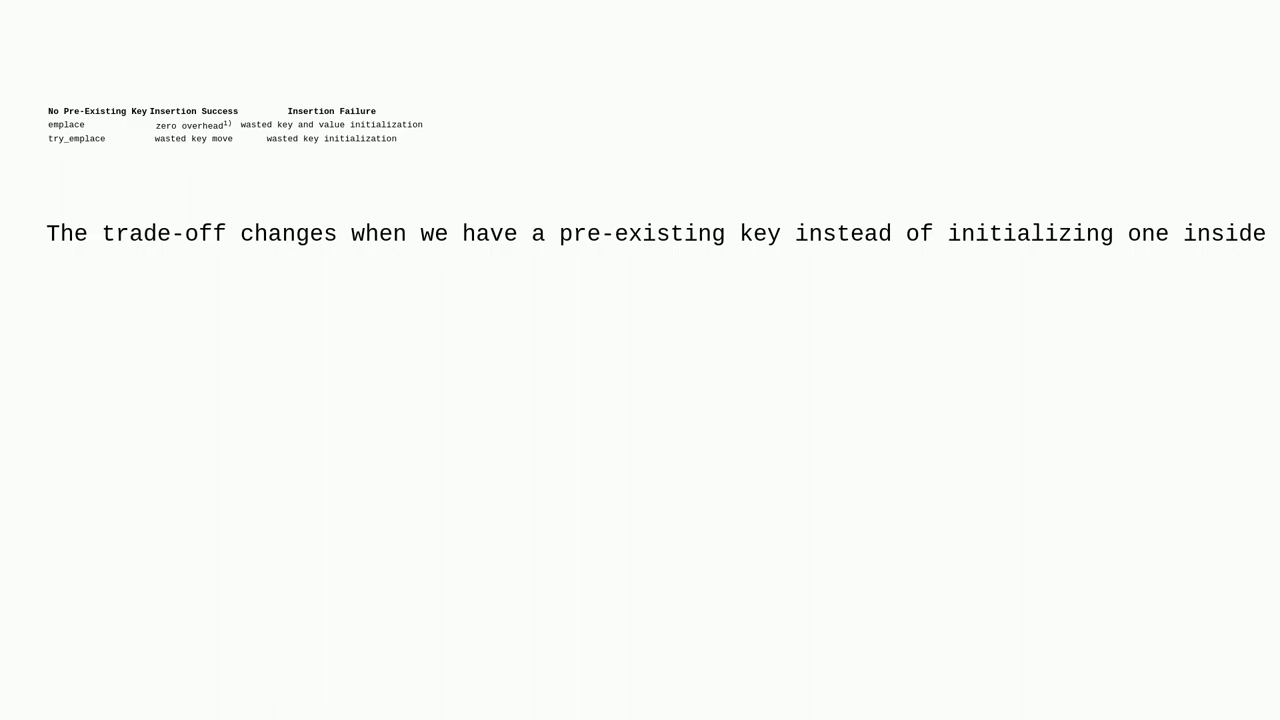 No Pre-Existing Key Insertion Success Insertion Failure
emplace zero overhead1) wasted key and value initialization
try_emplace wasted key move wasted key initialization
The trade-off changes when we have a pre-existing key instead of initializing one inside